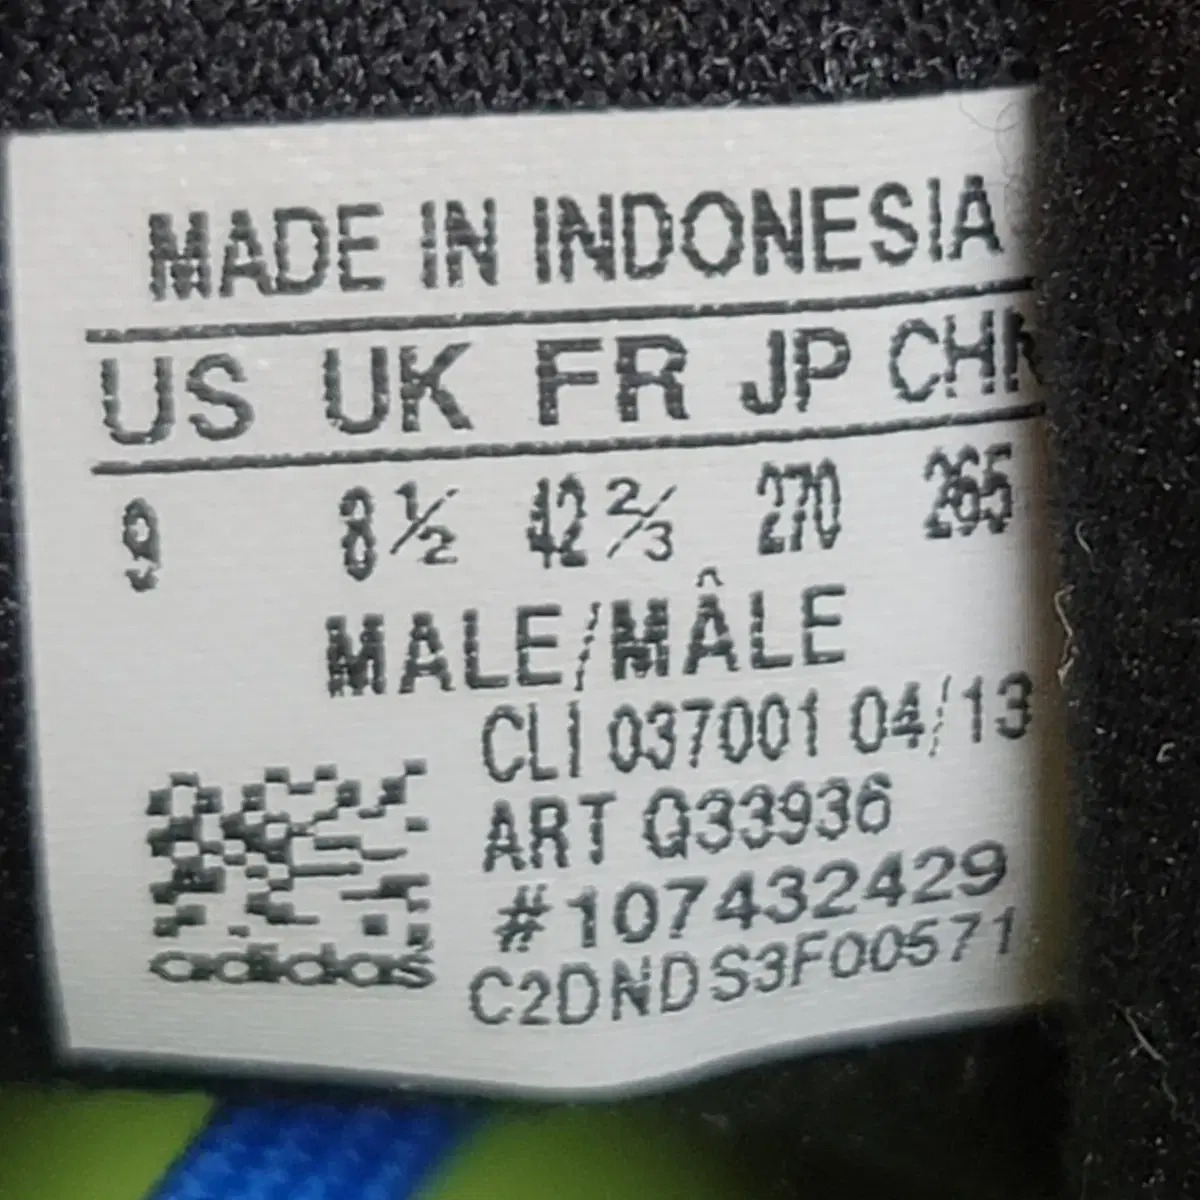 MADE IN INDONESIA
US UK FR JP CHN
9 8½ 42⅔ 270 265
MALE/MÂLE
CLI 037001 04/13
ART G33936
#107432429
adidas C2DNDS3F00571